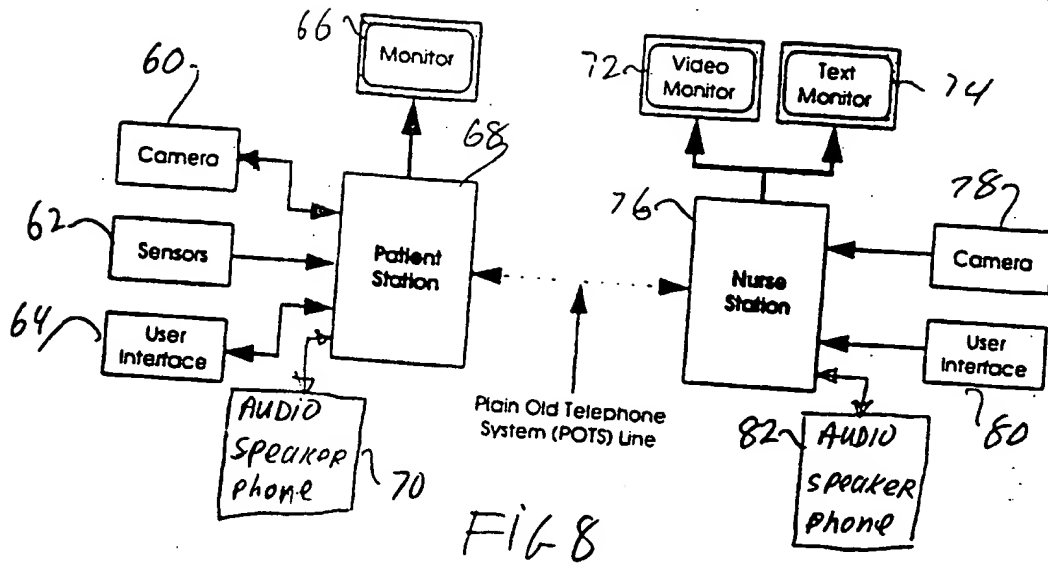 66
Monitor
72
Video
Monitor
Text
Monitor
74
60
Camera
68
62
Sensors
Patient
Station
64
User
Interface
AUDIO
SPEAKER
Phone
70
Plain Old Telephone
System (POTS) Line
76
Nurse
Station
78
Camera
User
Interface
80
82
AUDIO
SPEAKER
Phone
FIG 8